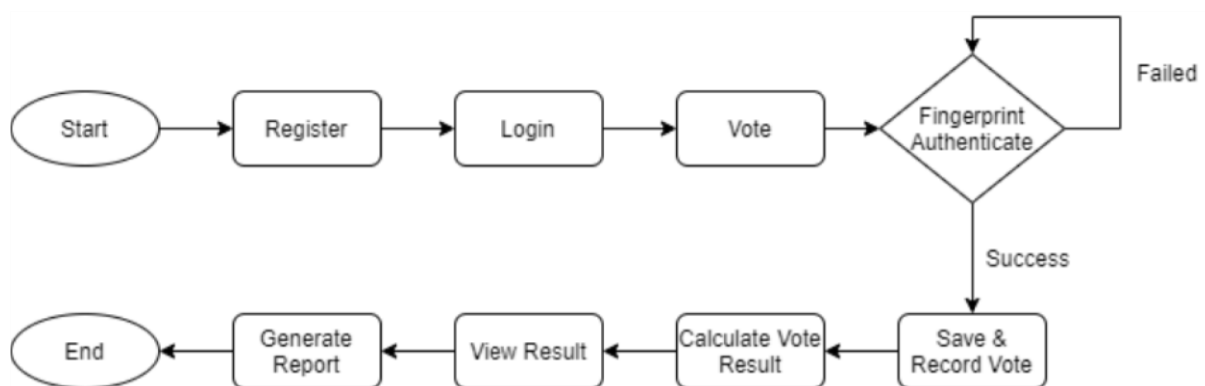 Start
Register
Login
Vote
Fingerprint
Authenticate
Failed
Success
End
Generate
Report
View Result
Calculate Vote
Result
Save &
Record Vote